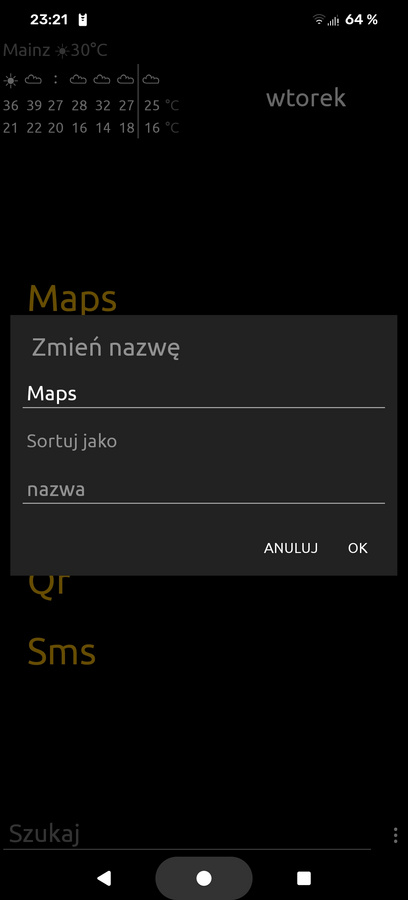 23:21 64 %
Mainz ☀30°C
:
36 39 27 28 32 27 25 °C
21 22 20 16 14 18 16 °C
wtorek
Maps
Zmień nazwę
Maps
Sortuj jako
nazwa
ANULUJ OK
Qr
Sms
Szukaj